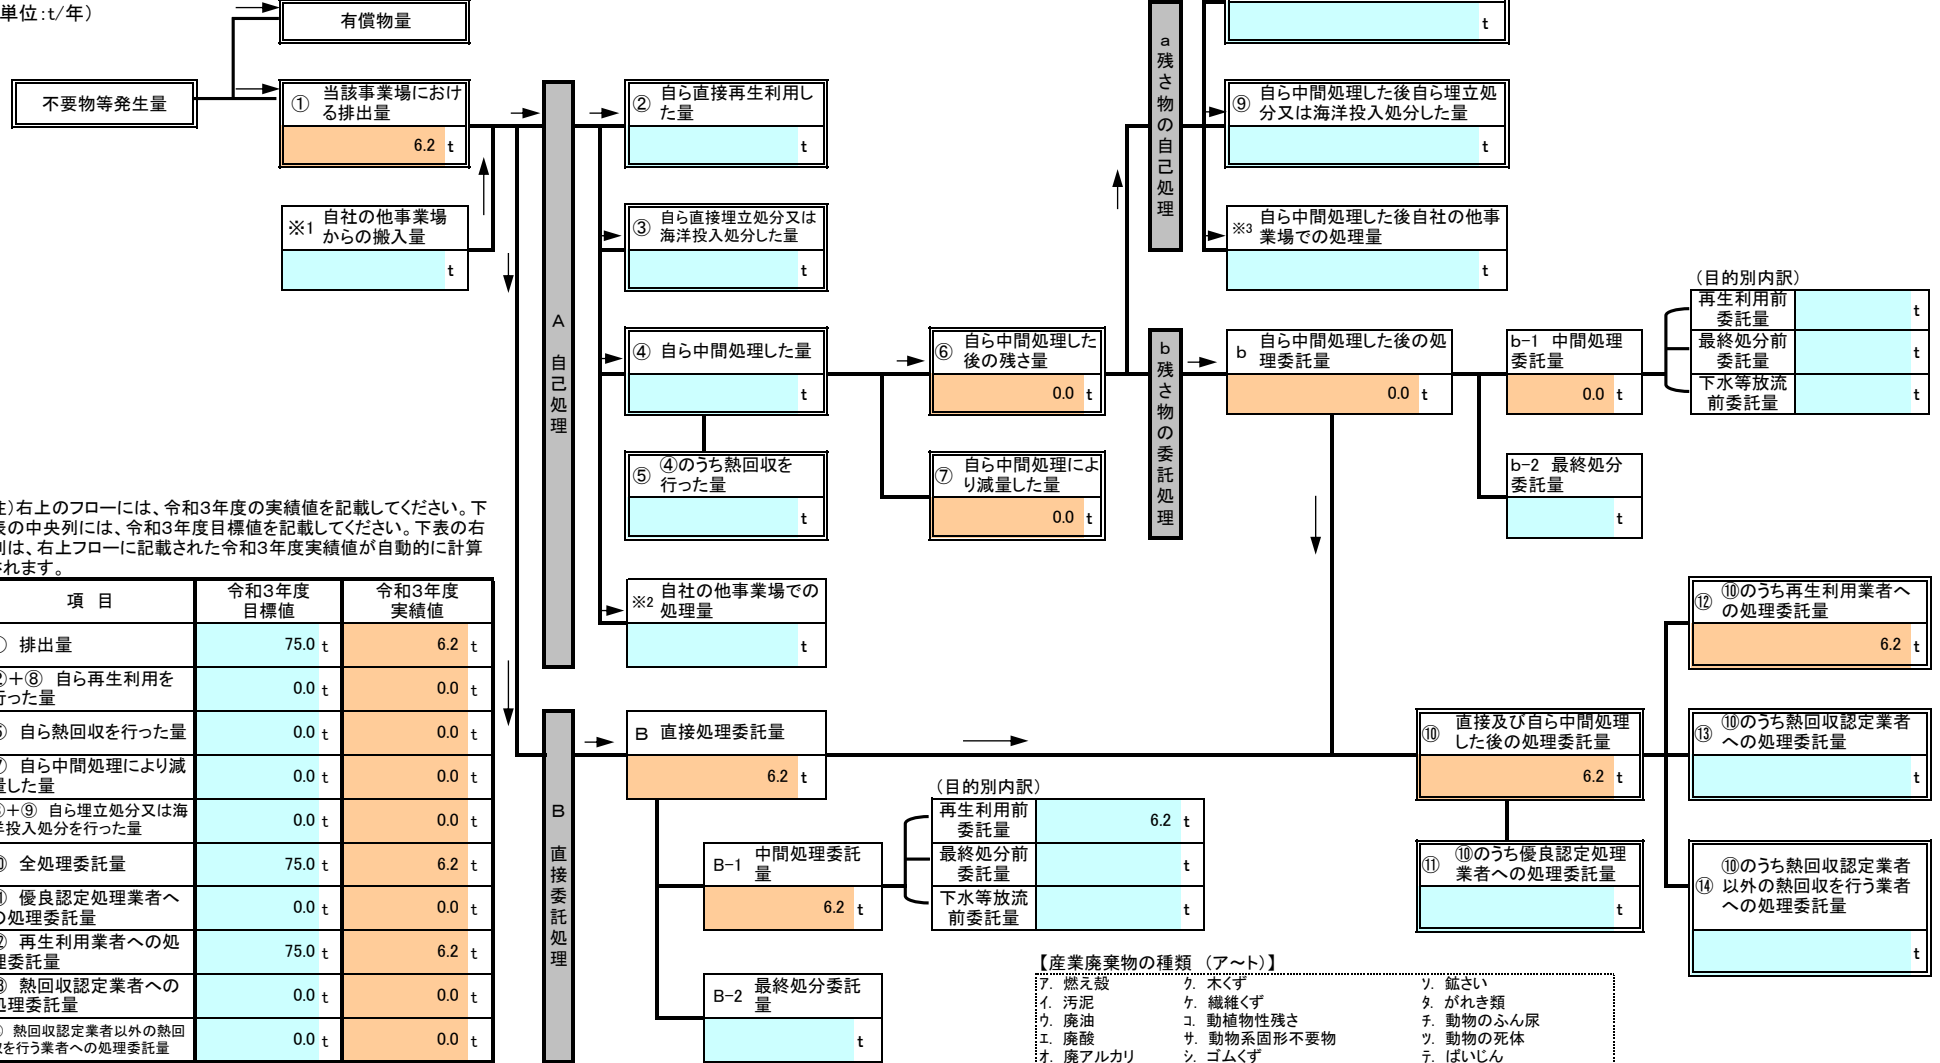 単位:t/年）
有償物量
不要物等発生量
① 当該事業場におけ
る排出量
6.2 t
※1 自社の他事業場
からの搬入量
t
A 自己処理
② 自ら直接再生利用し
た量
t
③ 自ら直接埋立処分又は
海洋投入処分した量
t
④ 自ら中間処理した量
t
⑤ ④のうち熱回収を
行った量
t
※2 自社の他事業場での
処理量
t
⑥ 自ら中間処理した
後の残さ量
0.0 t
⑦ 自ら中間処理によ
り減量した量
0.0 t
a残さ物の自己処理
t
⑨ 自ら中間処理した後自ら埋立処
分又は海洋投入処分した量
t
※3 自ら中間処理した後自社の他事
業場での処理量
t
b残さ物の委託処理
b 自ら中間処理した後の処
理委託量
0.0 t
b-1 中間処理
委託量
0.0 t
b-2 最終処分
委託量
t
（目的別内訳）
再生利用前
委託量
t
最終処分前
委託量
t
下水等放流
前委託量
t
)右上のフローには、令和3年度の実績値を記載してください。下
表の中央列には、令和3年度目標値を記載してください。下表の右
列は、右上フローに記載された令和3年度実績値が自動的に計算
されます。
項 目 令和3年度
目標値 令和3年度
実績値
排出量 75.0 t 6.2 t
②+⑧ 自ら再生利用を
行った量 0.0 t 0.0 t
自ら熱回収を行った量 0.0 t 0.0 t
自ら中間処理により減
量した量 0.0 t 0.0 t
+⑨ 自ら埋立処分又は海
洋投入処分を行った量 0.0 t 0.0 t
全処理委託量 75.0 t 6.2 t
優良認定処理業者へ
の処理委託量 0.0 t 0.0 t
再生利用業者への処
理委託量 75.0 t 6.2 t
熱回収認定業者への
処理委託量 0.0 t 0.0 t
熱回収認定業者以外の熱回
収を行う業者への処理委託量 0.0 t 0.0 t
B 直接委託処理
B 直接処理委託量
6.2 t
B-1 中間処理委託
量
6.2 t
B-2 最終処分委託
量
t
（目的別内訳）
再生利用前
委託量
6.2 t
最終処分前
委託量
t
下水等放流
前委託量
t
⑩ 直接及び自ら中間処理
した後の処理委託量
6.2 t
⑪ ⑩のうち優良認定処理
業者への処理委託量
t
⑫ ⑩のうち再生利用業者へ
の処理委託量
6.2 t
⑬ ⑩のうち熱回収認定業者
への処理委託量
t
⑭ ⑩のうち熱回収認定業者
以外の熱回収を行う業者
への処理委託量
t
【産業廃棄物の種類 （ア～ト）】
ｱ. 燃え殻 ｸ. 木くず ｿ. 鉱さい
ｲ. 汚泥 ｹ. 繊維くず ﾀ. がれき類
ｳ. 廃油 ｺ. 動植物性残さ ﾁ. 動物のふん尿
ｴ. 廃酸 ｻ. 動物系固形不要物 ﾂ. 動物の死体
ｵ. 廃アルカリ ｼ. ゴムくず ﾃ. ばいじん